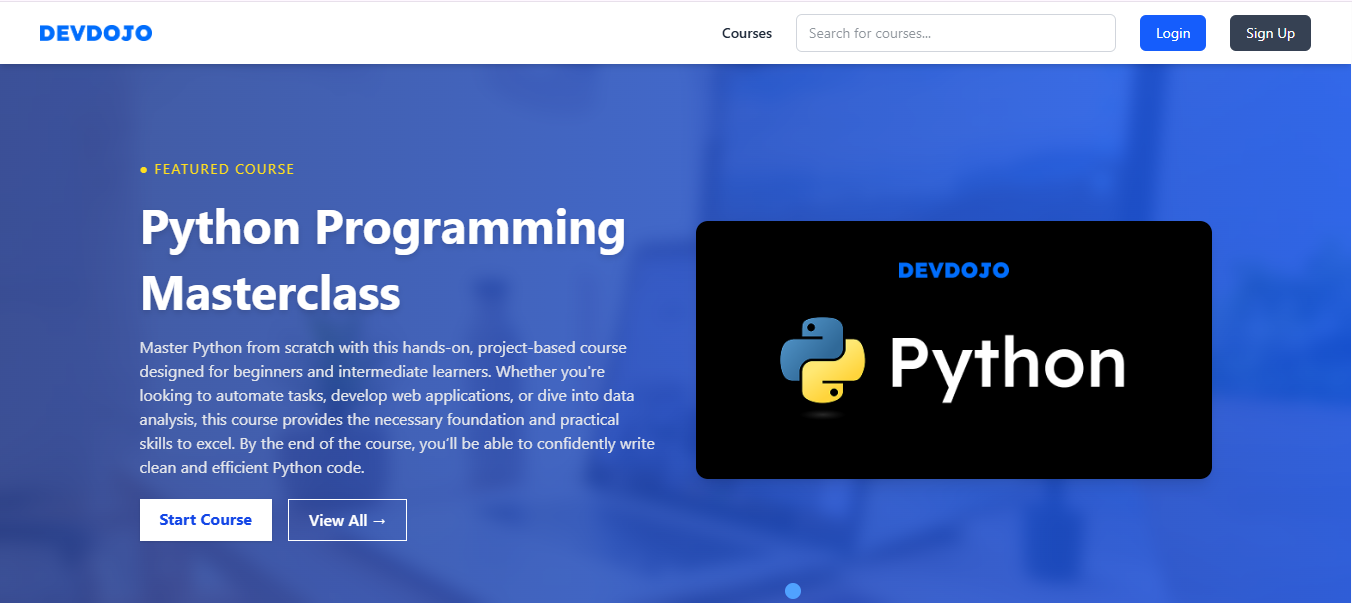 DEVDOJO
Courses
Search for courses...
Login
Sign Up
• FEATURED COURSE
Python Programming
Masterclass
Master Python from scratch with this hands-on, project-based course
designed for beginners and intermediate learners. Whether you're
looking to automate tasks, develop web applications, or dive into data
analysis, this course provides the necessary foundation and practical
skills to excel. By the end of the course, you’ll be able to confidently write
clean and efficient Python code.
Start Course
View All →
DEVDOJO
Python